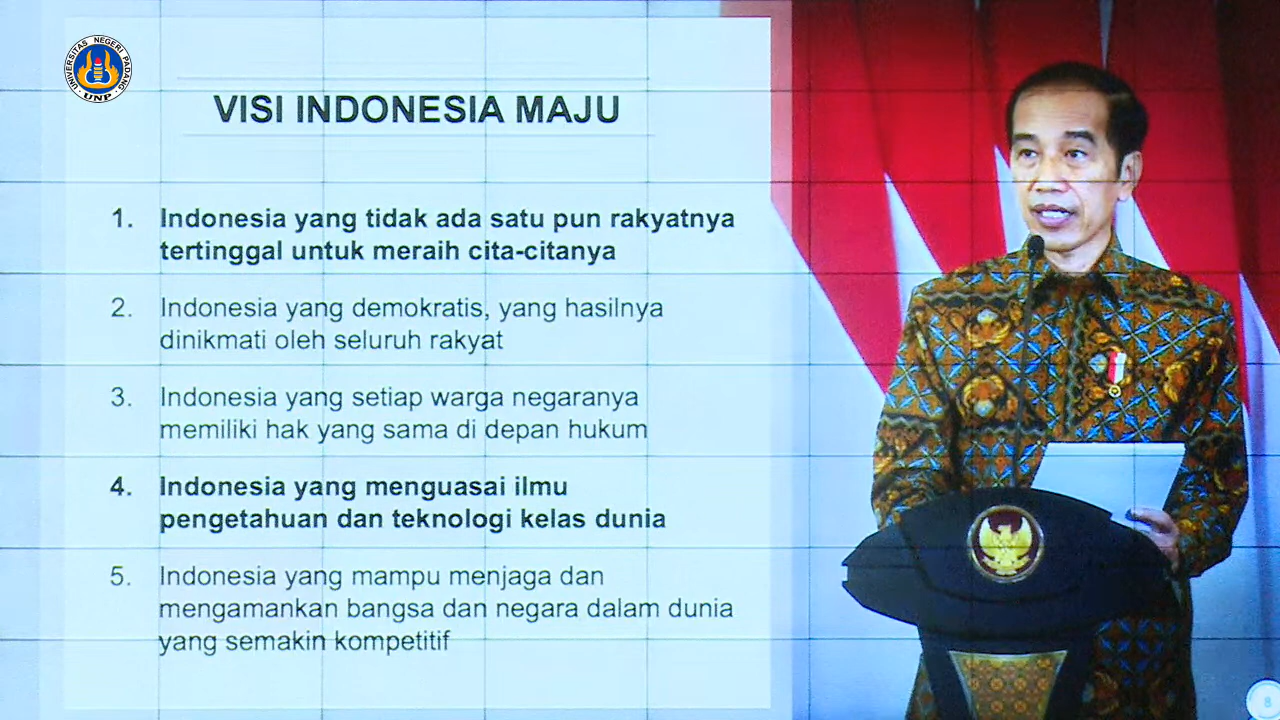 UNIVERSITAS NEGERI PADANG
UNP
VISI INDONESIA MAJU
1. Indonesia yang tidak ada satu pun rakyatnya
tertinggal untuk meraih cita-citanya
2. Indonesia yang demokratis, yang hasilnya
dinikmati oleh seluruh rakyat
3. Indonesia yang setiap warga negaranya
memiliki hak yang sama di depan hukum
4. Indonesia yang menguasai ilmu
pengetahuan dan teknologi kelas dunia
5. Indonesia yang mampu menjaga dan
mengamankan bangsa dan negara dalam dunia
yang semakin kompetitif
8